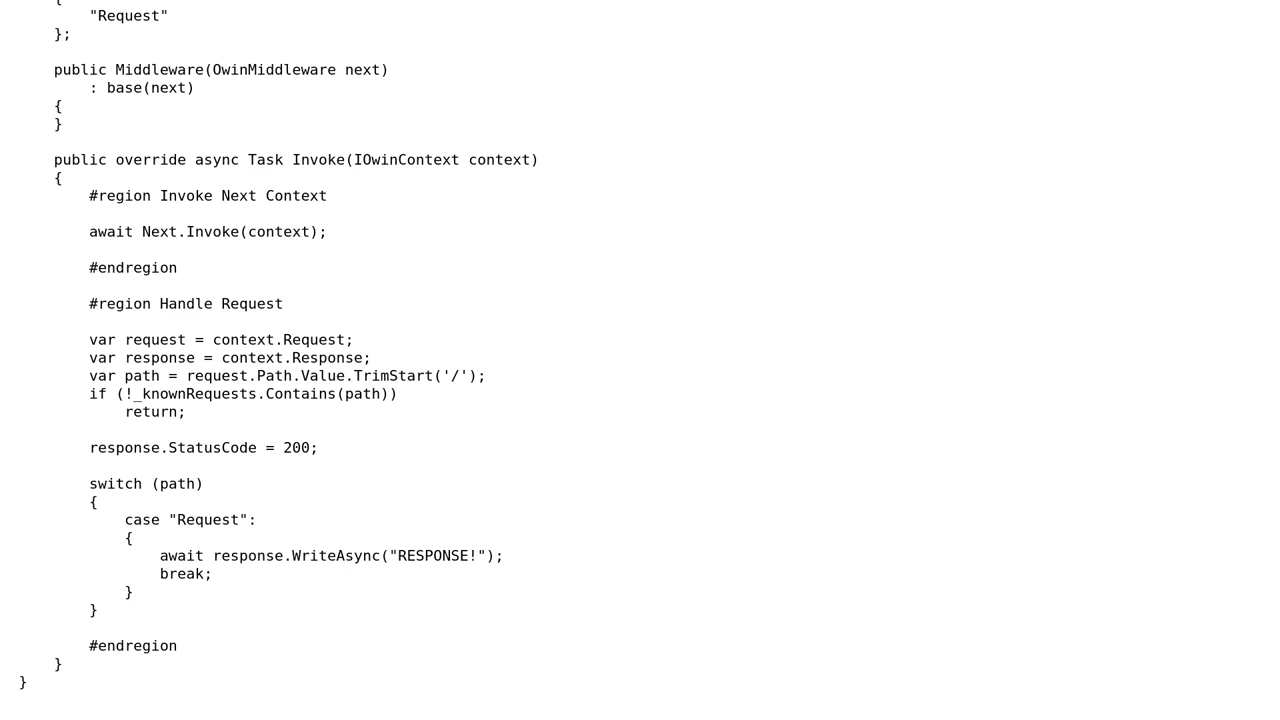 {
"Request"
};
public Middleware(OwinMiddleware next)
: base(next)
{
}
public override async Task Invoke(IOwinContext context)
{
#region Invoke Next Context
await Next.Invoke(context);
#endregion
#region Handle Request
var request = context.Request;
var response = context.Response;
var path = request.Path.Value.TrimStart('/');
if (!_knownRequests.Contains(path))
return;
response.StatusCode = 200;
switch (path)
{
case "Request":
{
await response.WriteAsync("RESPONSE!");
break;
}
}
#endregion
}
}